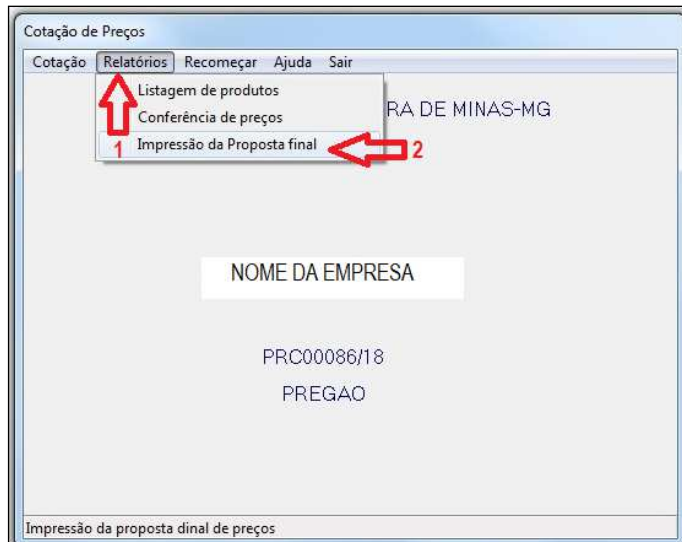 Cotação de Preços
Cotação Relatórios Recomeçar Ajuda Sair
Listagem de produtos
RA DE MINAS-MG
Conferência de preços
1 Impressão da Proposta final 2
NOME DA EMPRESA
PRC00086/18
PREGAO
Impressão da proposta dinal de preços